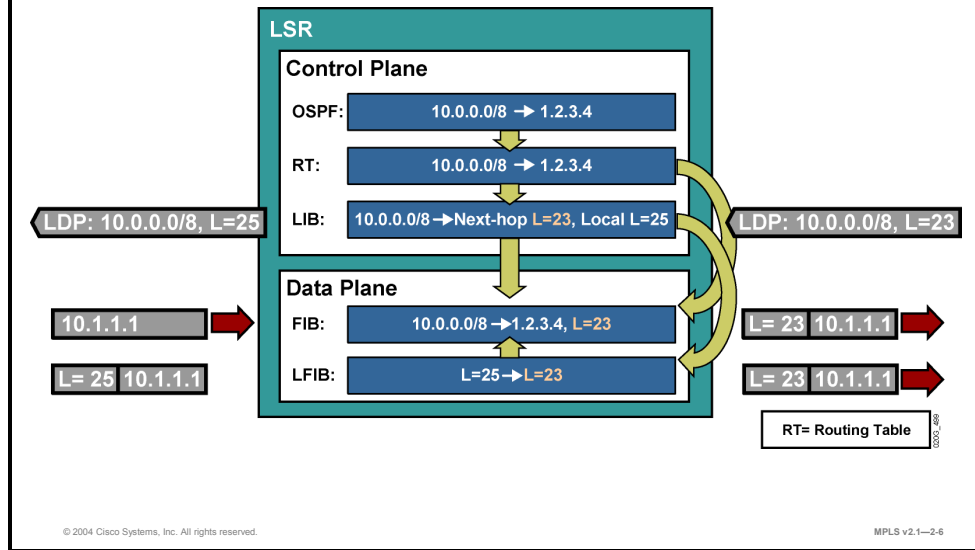 LSR
Control Plane
OSPF: 10.0.0.0/8 → 1.2.3.4
RT: 10.0.0.0/8 → 1.2.3.4
LIB: 10.0.0.0/8 → Next-hop L=23, Local L=25
LDP: 10.0.0.0/8, L=25
LDP: 10.0.0.0/8, L=23
Data Plane
FIB: 10.0.0.0/8 → 1.2.3.4, L=23
LFIB: L=25 → L=23
10.1.1.1
L= 23 10.1.1.1
L= 25 10.1.1.1
L= 23 10.1.1.1
RT= Routing Table
020G_499
© 2004 Cisco Systems, Inc. All rights reserved.
MPLS v2.1—2-6